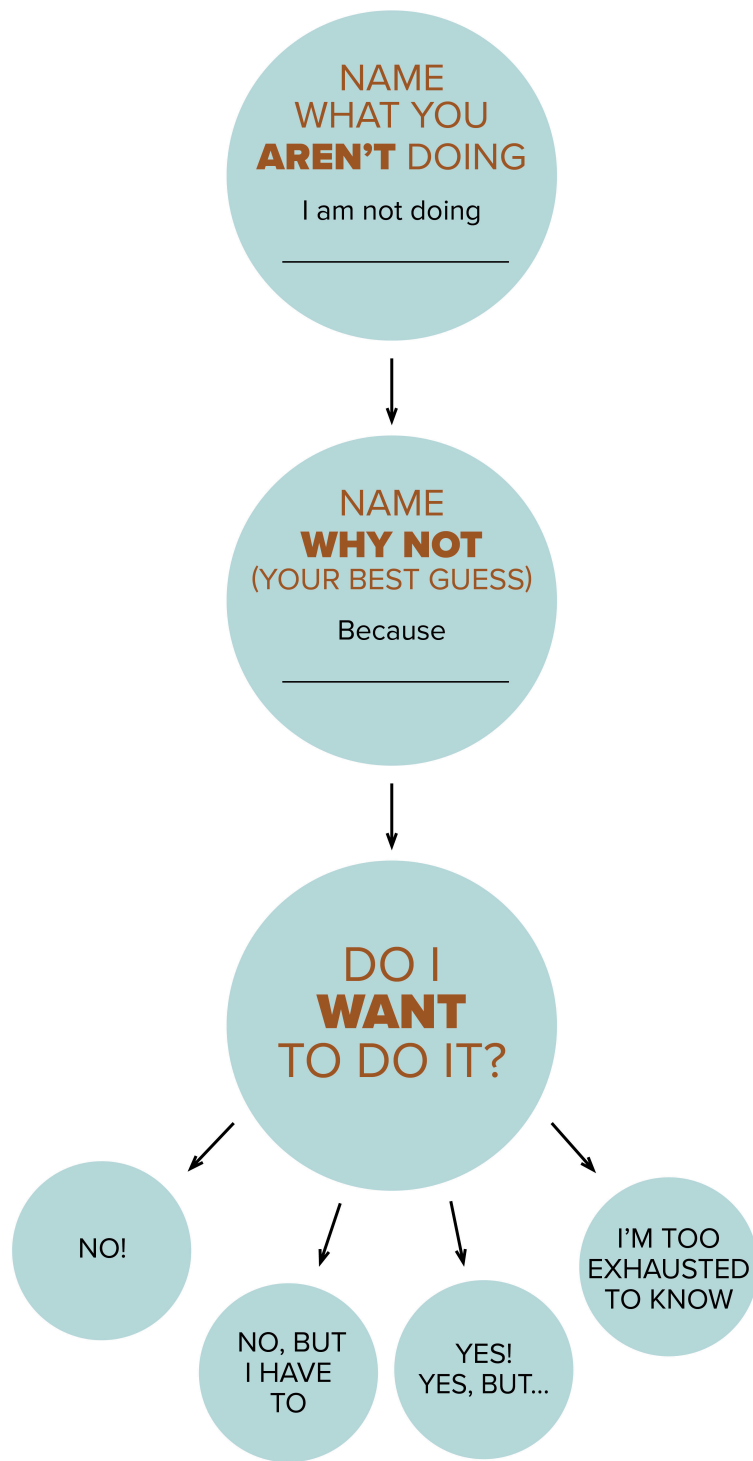 NAME
WHAT YOU
AREN'T DOING
I am not doing
NAME
WHY NOT
(YOUR BEST GUESS)
Because
DO I
WANT
TO DO IT?
NO!
NO, BUT
I HAVE
TO
YES!
YES, BUT...
I'M TOO
EXHAUSTED
TO KNOW